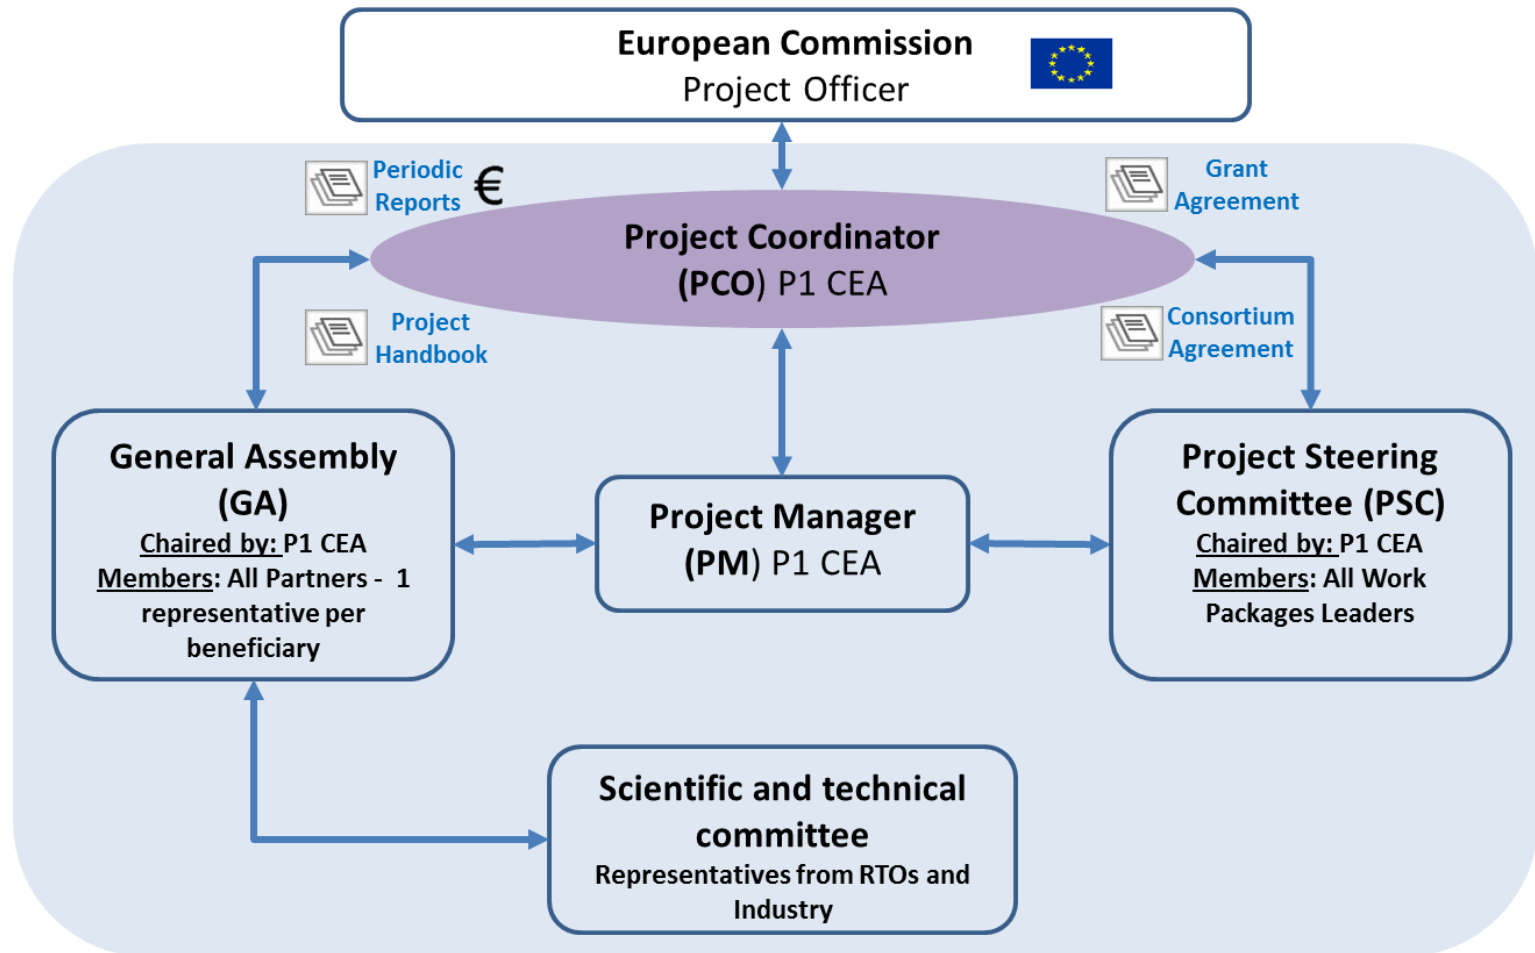 European Commission
Project Officer
Periodic
Reports
€
Grant
Agreement
Project Coordinator
(PCO) P1 CEA
Project
Handbook
Consortium
Agreement
General Assembly
(GA)
Chaired by: P1 CEA
Members: All Partners - 1
representative per
beneficiary
Project Manager
(PM) P1 CEA
Project Steering
Committee (PSC)
Chaired by: P1 CEA
Members: All Work
Packages Leaders
Scientific and technical
committee
Representatives from RTOs and
Industry